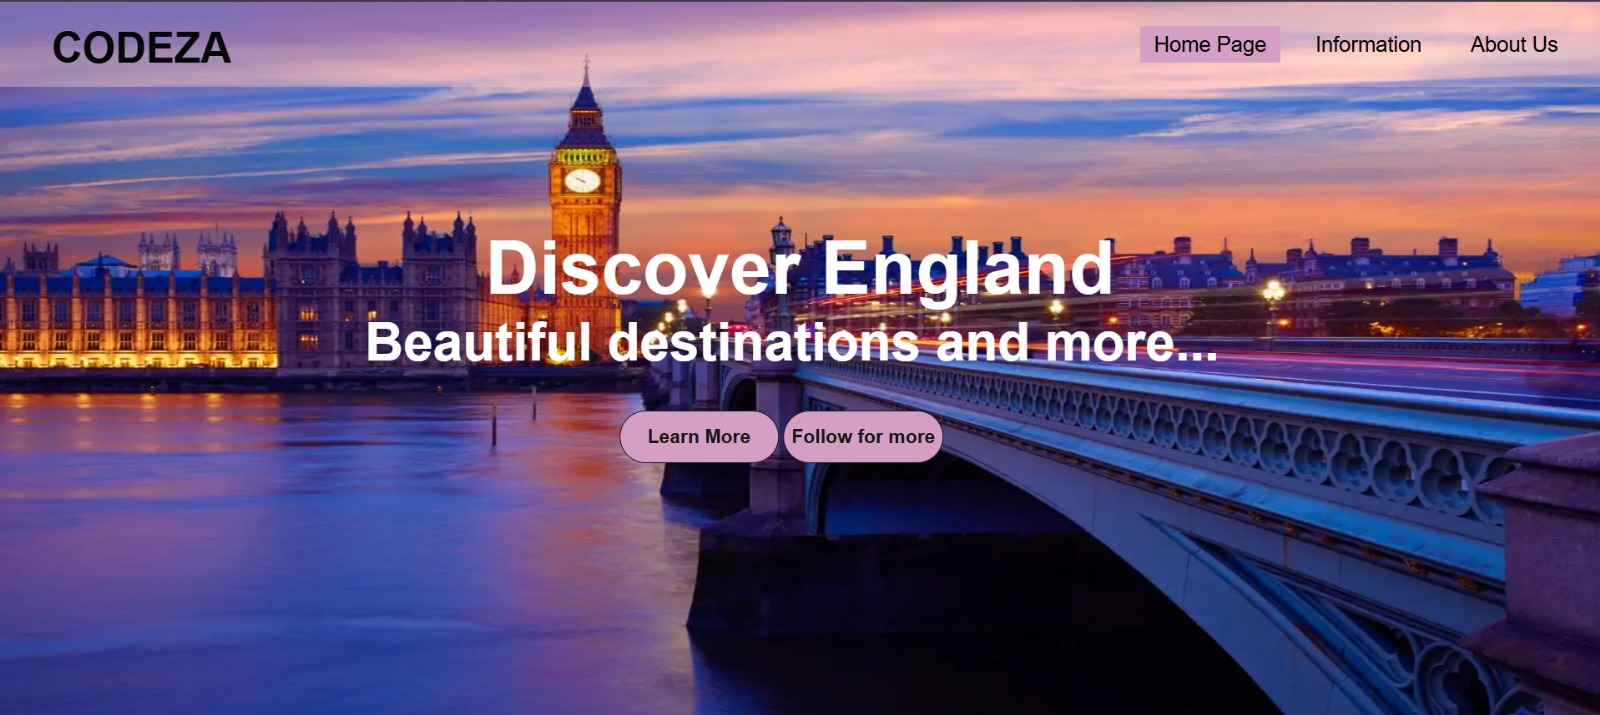 CODEZA
Home Page Information About Us
Discover England
Beautiful destinations and more...
Learn More Follow for more